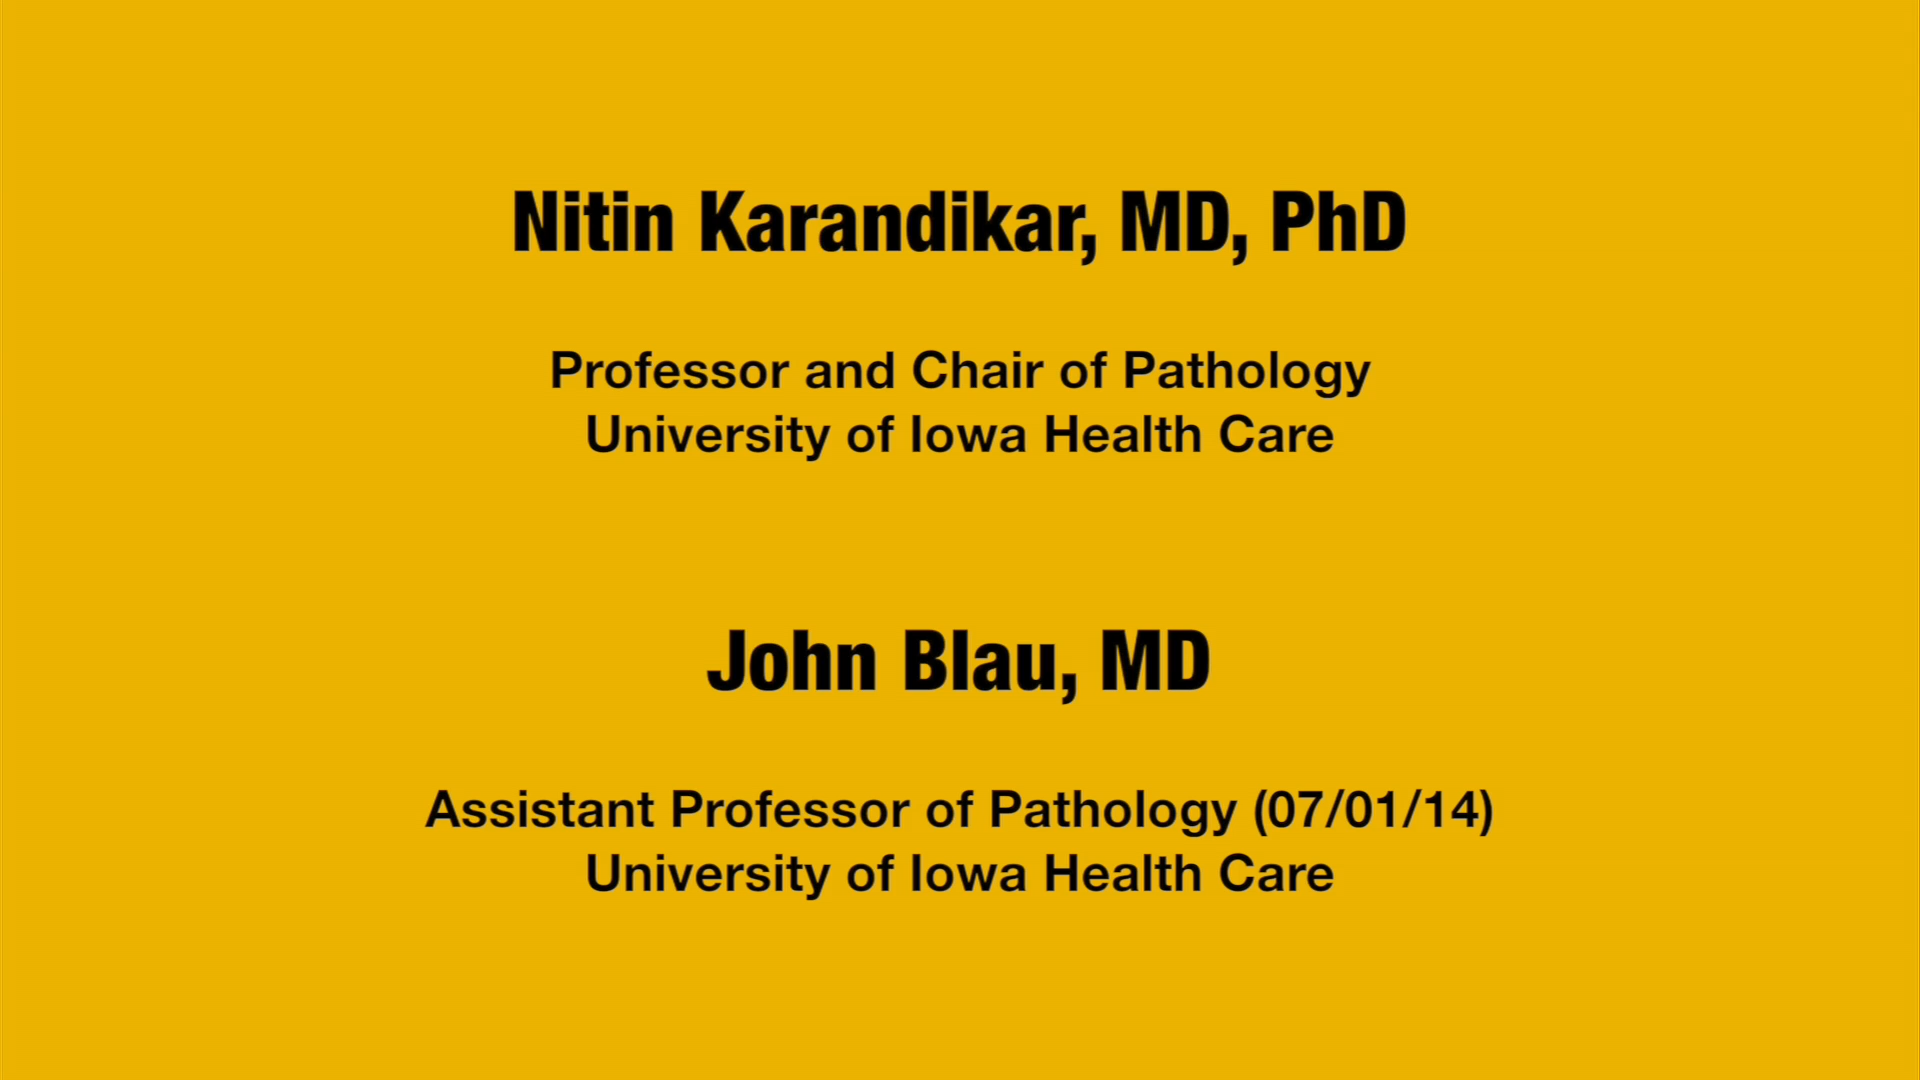 Nitin Karandikar, MD, PhD
Professor and Chair of Pathology
University of Iowa Health Care
John Blau, MD
Assistant Professor of Pathology (07/01/14)
University of Iowa Health Care